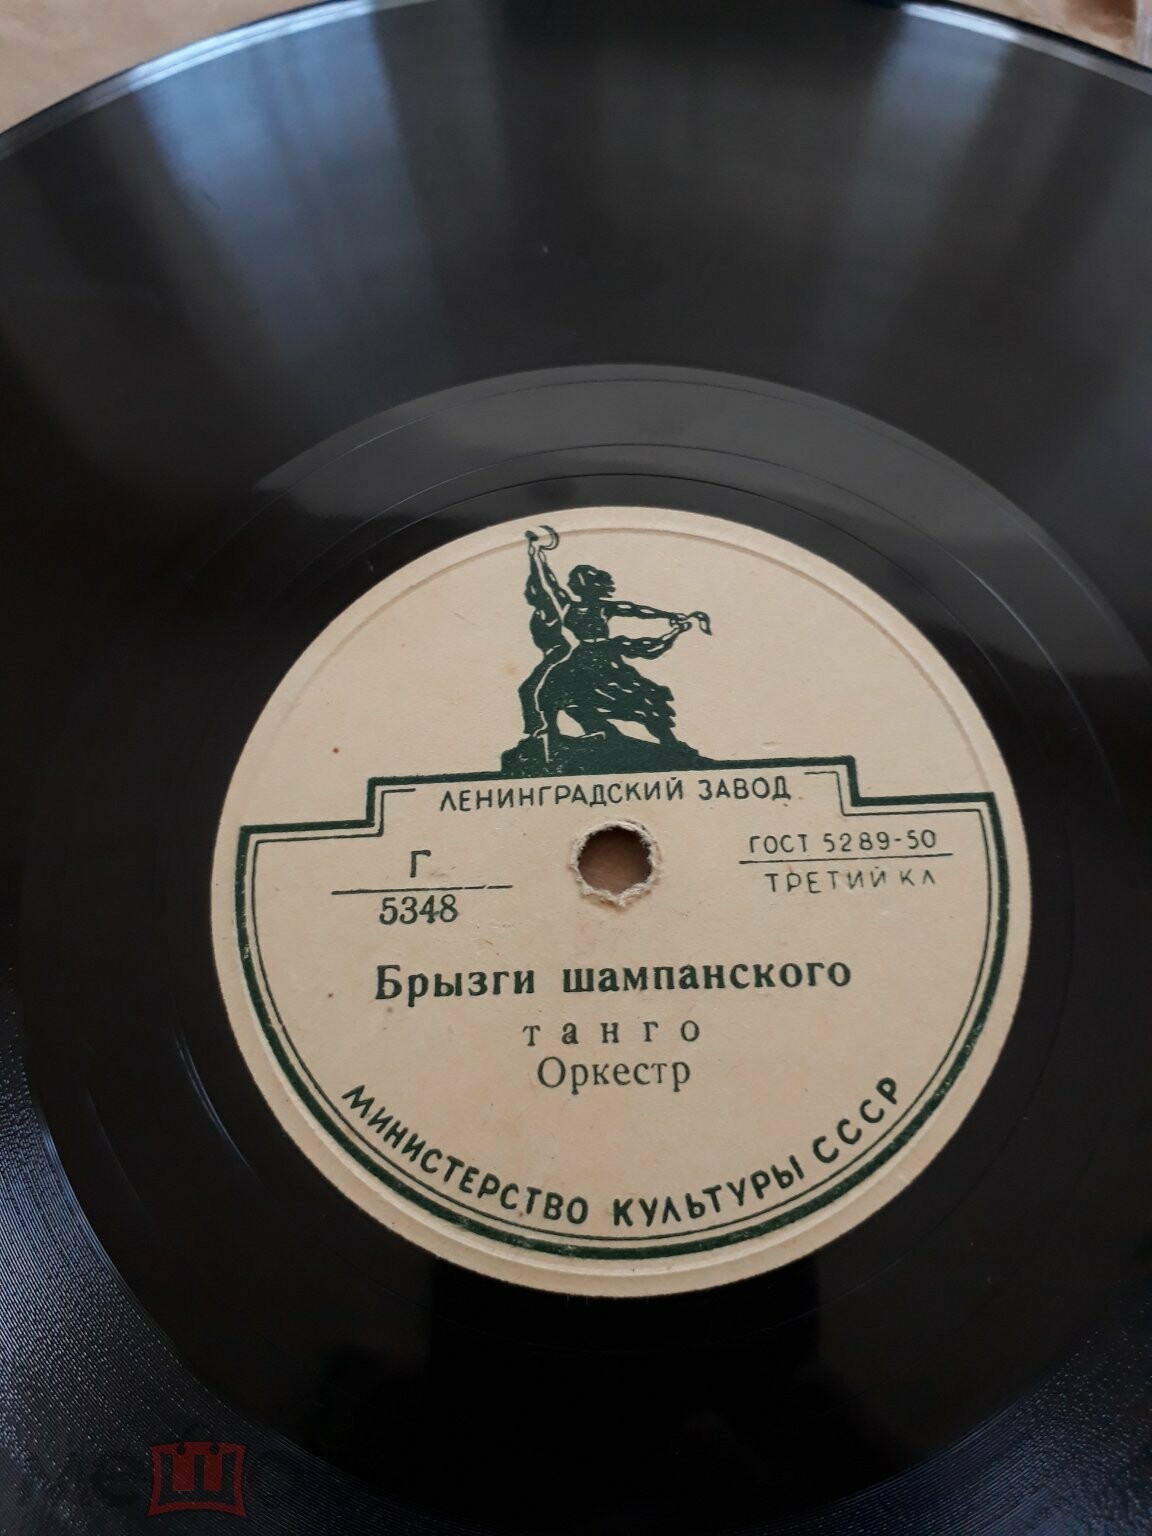 ЛЕНИНГРАДСКИЙ ЗАВОД
Г
5348
ГОСТ 5289-50
ТРЕТИЙ КЛ
Брызги шампанского
танго
Оркестр
МИНИСТЕРСТВО КУЛЬТУРЫ СССР